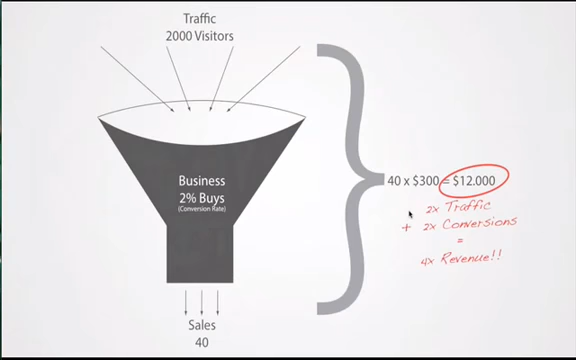 Traffic
2000 Visitors
Business
2% Buys
(Conversion Rate)
Sales
40
40 x $300 = $12.000
2x Traffic
+ 2x Conversions
=
4x Revenue!!